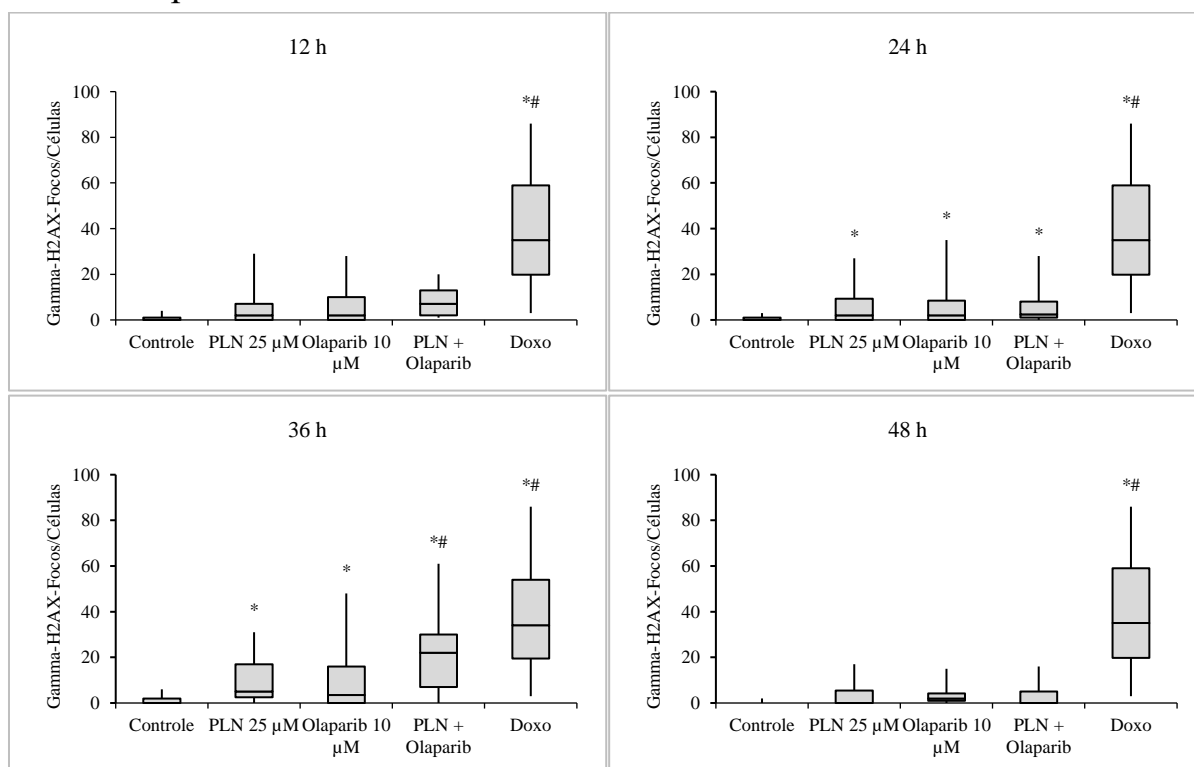 12 h
Gamma-H2AX-Focos/Células
100
80
60
40
20
0
*#
Controle PLN 25 µM Olaparib 10 µM PLN + Olaparib Doxo
24 h
Gamma-H2AX-Focos/Células
100
80
60
40
20
0
* * * *#
Controle PLN 25 µM Olaparib 10 µM PLN + Olaparib Doxo
36 h
Gamma-H2AX-Focos/Células
100
80
60
40
20
0
* * *# *#
Controle PLN 25 µM Olaparib 10 µM PLN + Olaparib Doxo
48 h
Gamma-H2AX-Focos/Células
100
80
60
40
20
0
*#
Controle PLN 25 µM Olaparib 10 µM PLN + Olaparib Doxo